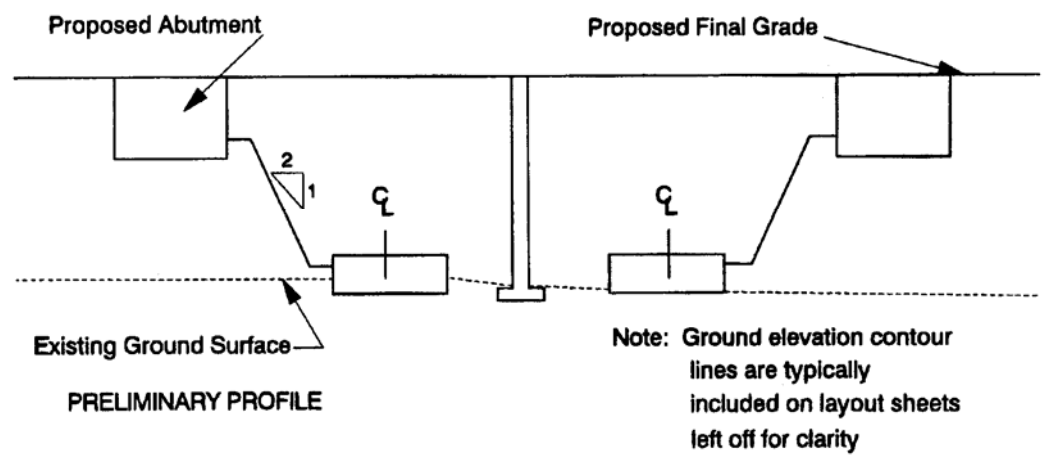 Proposed Abutment
Proposed Final Grade
2
1
CL
CL
Existing Ground Surface
PRELIMINARY PROFILE
Note: Ground elevation contour
lines are typically
included on layout sheets
left off for clarity